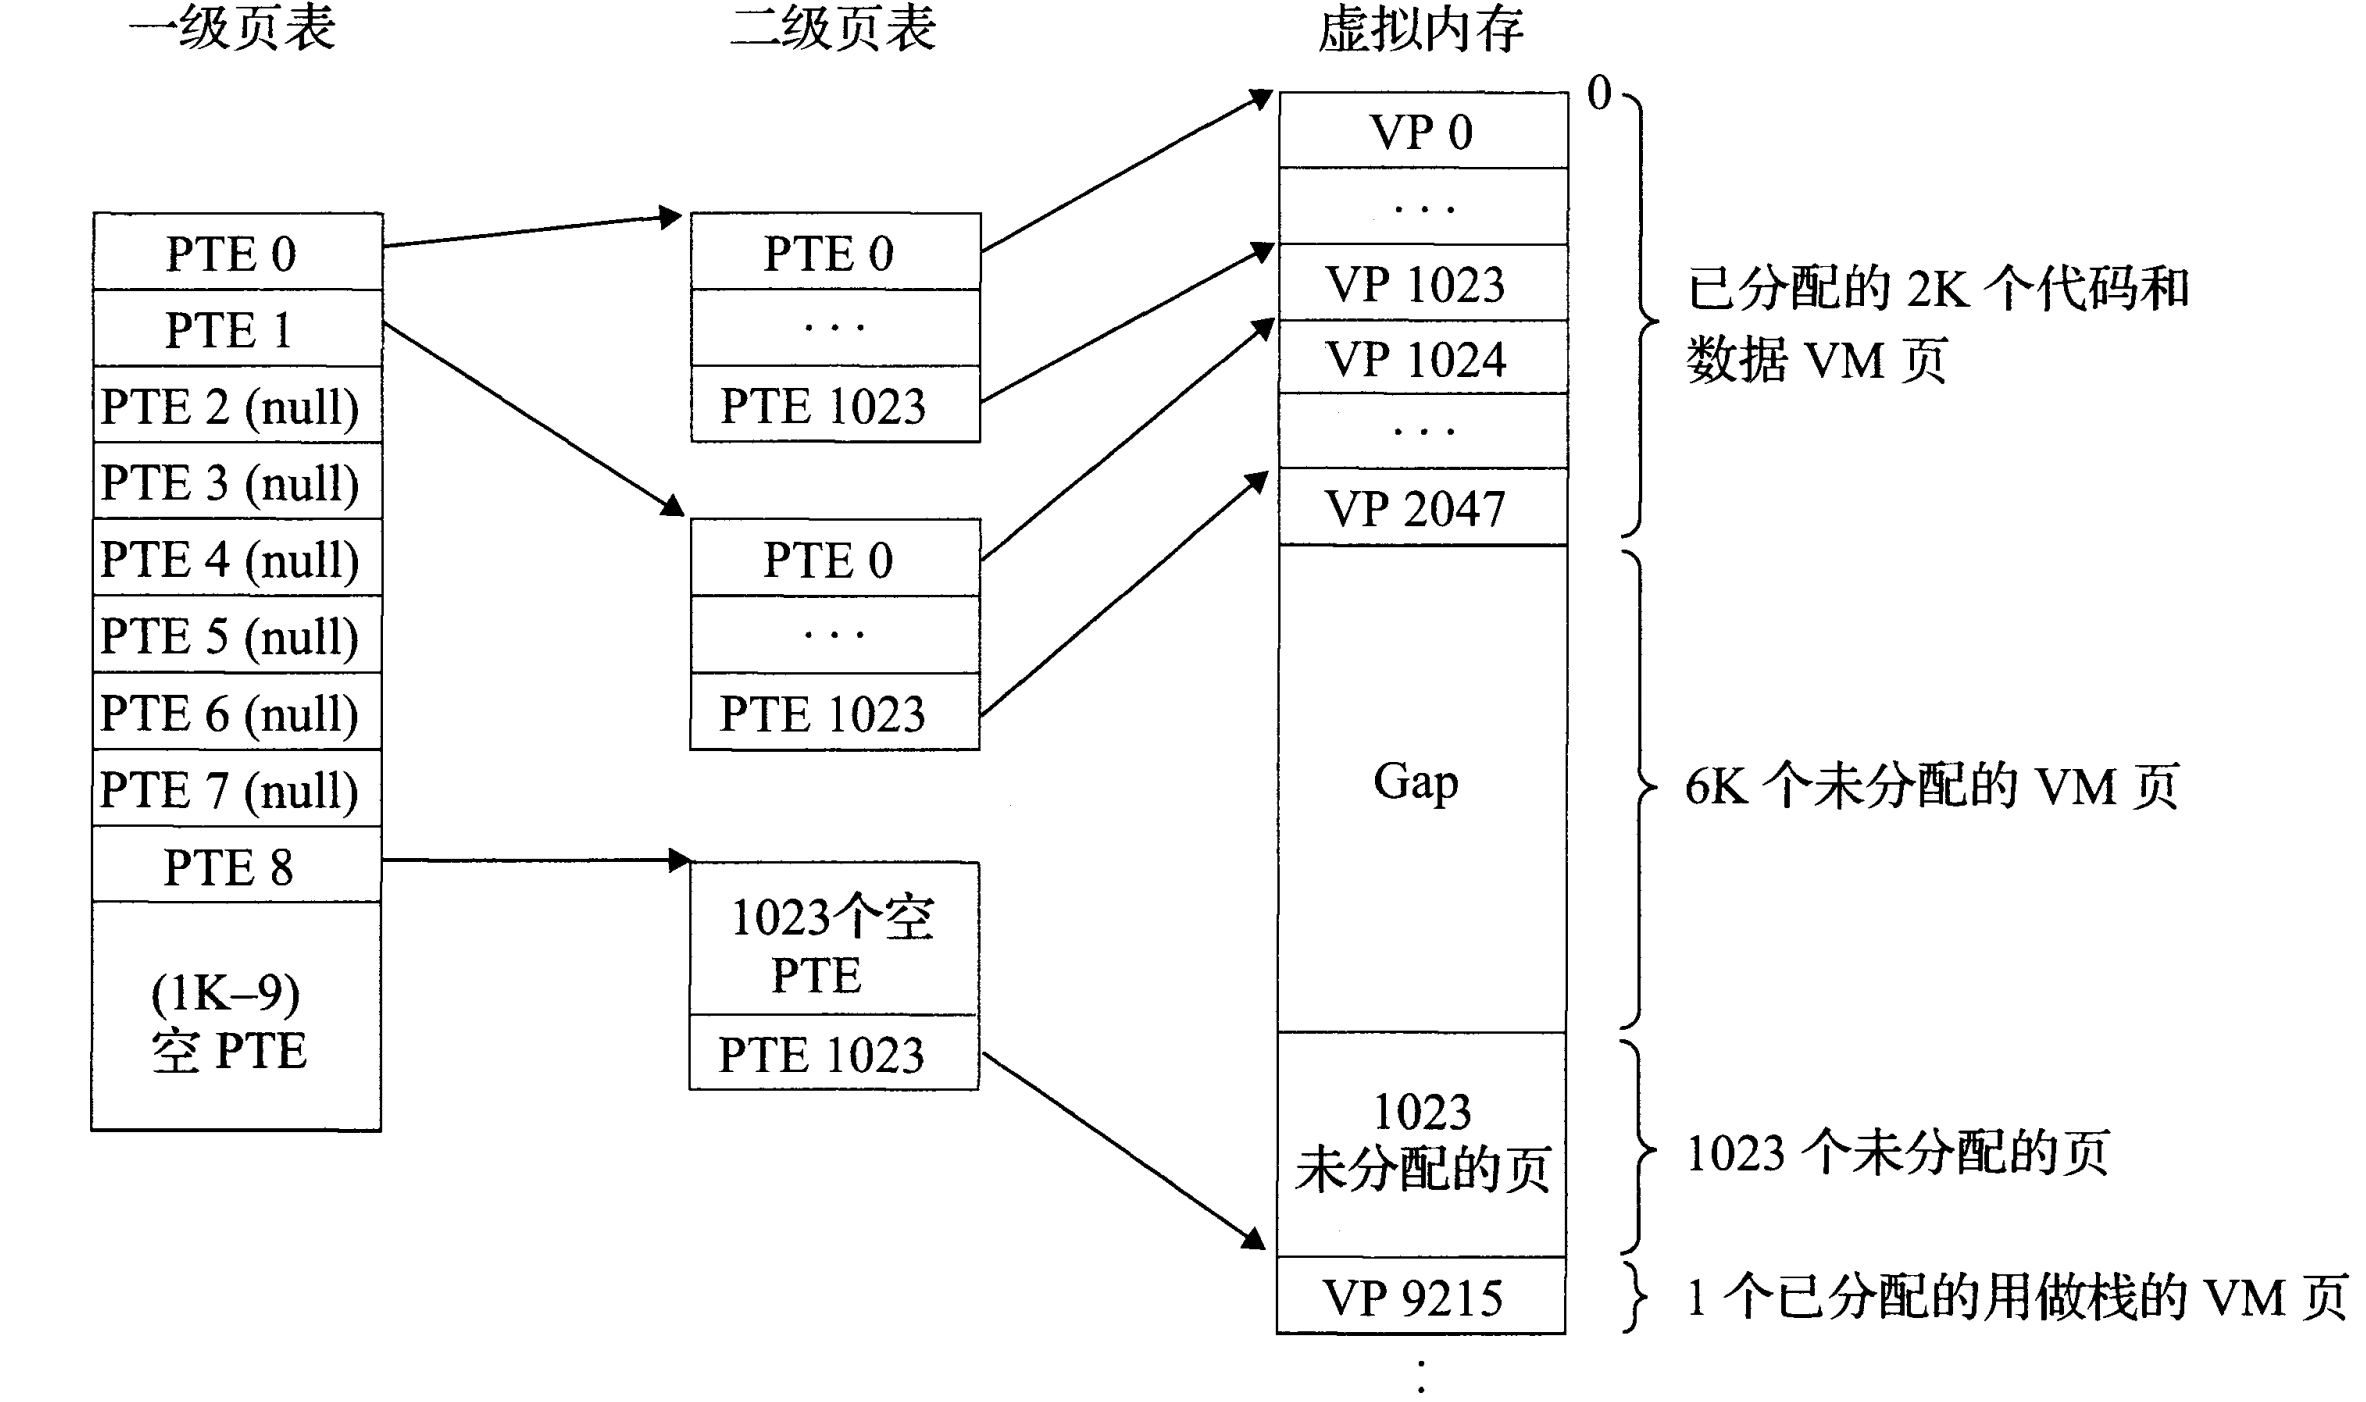 一级页表
二级页表
虚拟内存
PTE 0
PTE 1
PTE 2 (null)
PTE 3 (null)
PTE 4 (null)
PTE 5 (null)
PTE 6 (null)
PTE 7 (null)
PTE 8
(1K–9)
空 PTE
PTE 0
···
PTE 1023
PTE 0
···
PTE 1023
1023个空
PTE
PTE 1023
0
VP 0
···
VP 1023
VP 1024
···
VP 2047
Gap
1023
未分配的页
VP 9215
已分配的 2K 个代码和
数据 VM 页
6K 个未分配的 VM 页
1023 个未分配的页
1 个已分配的用做栈的 VM 页